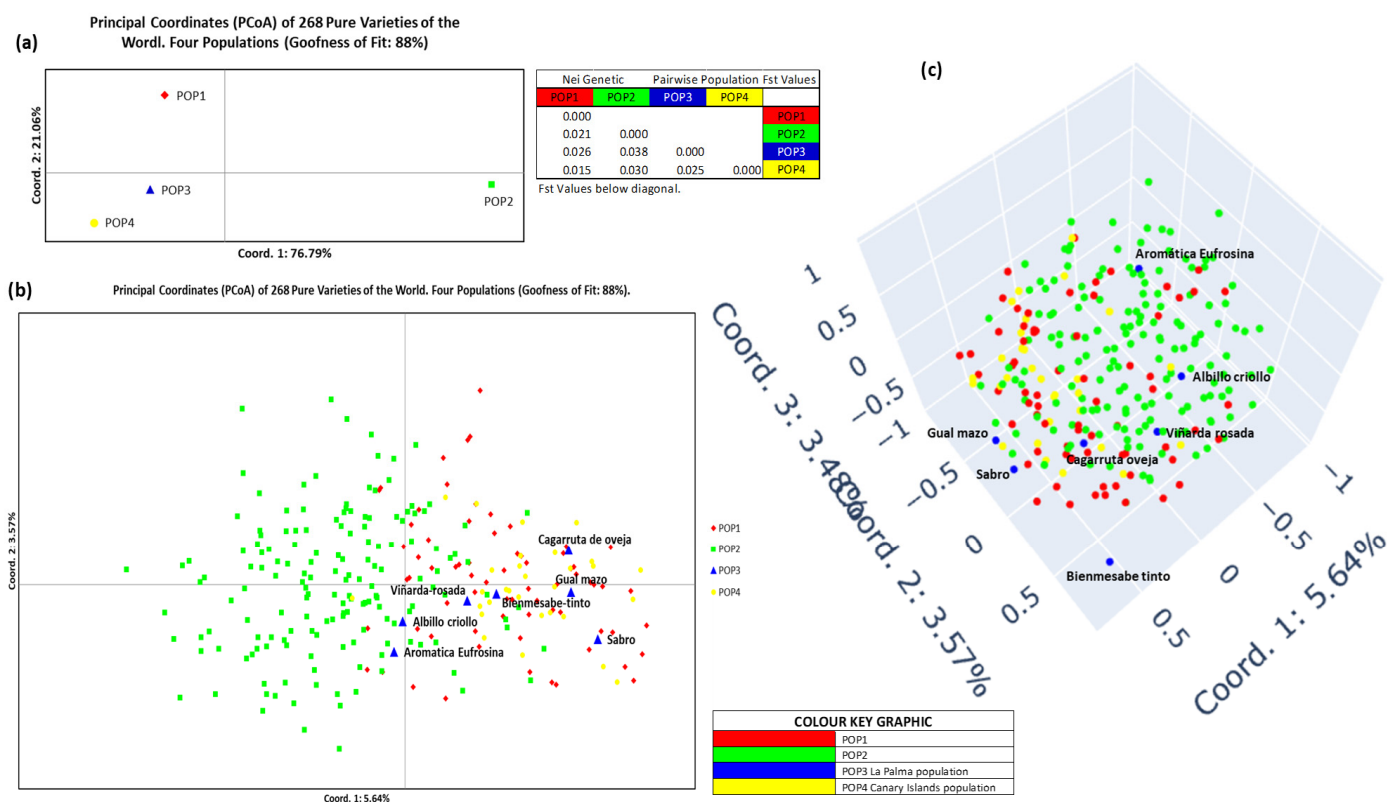 (a)
Principal Coordinates (PCoA) of 268 Pure Varieties of the
Wordl. Four Populations (Goofness of Fit: 88%)
Coord. 2: 21.06%
POP1
POP3
POP4
POP2
Coord. 1: 76.79%
Nei Genetic Pairwise Population Fst Values
POP1 POP2 POP3 POP4
0.000 POP1
0.021 0.000 POP2
0.026 0.038 0.000 POP3
0.015 0.030 0.025 0.000 POP4
Fst Values below diagonal.
(b)
Principal Coordinates (PCoA) of 268 Pure Varieties of the World. Four Populations (Goofness of Fit: 88%).
Coord. 2: 3.57%
Cagarruta de oveja
Gual mazo
Viñarda-rosada
Bienmesabe-tinto
Albillo criollo
Sabro
Aromatica Eufrosina
Coord. 1: 5.64%
POP1
POP2
POP3
POP4
(c)
Aromática Eufrosina
Albillo criollo
Gual mazo
Viñarda rosada
Cagarruta oveja
Sabro
Bienmesabe tinto
1
0.5
0
−0.5
−1
Coord. 3: 3.48%
−0.5
0
0.5
Coord. 2: 3.57%
−1
−0.5
0
0.5
Coord. 1: 5.64%
COLOUR KEY GRAPHIC
POP1
POP2
POP3 La Palma population
POP4 Canary Islands population